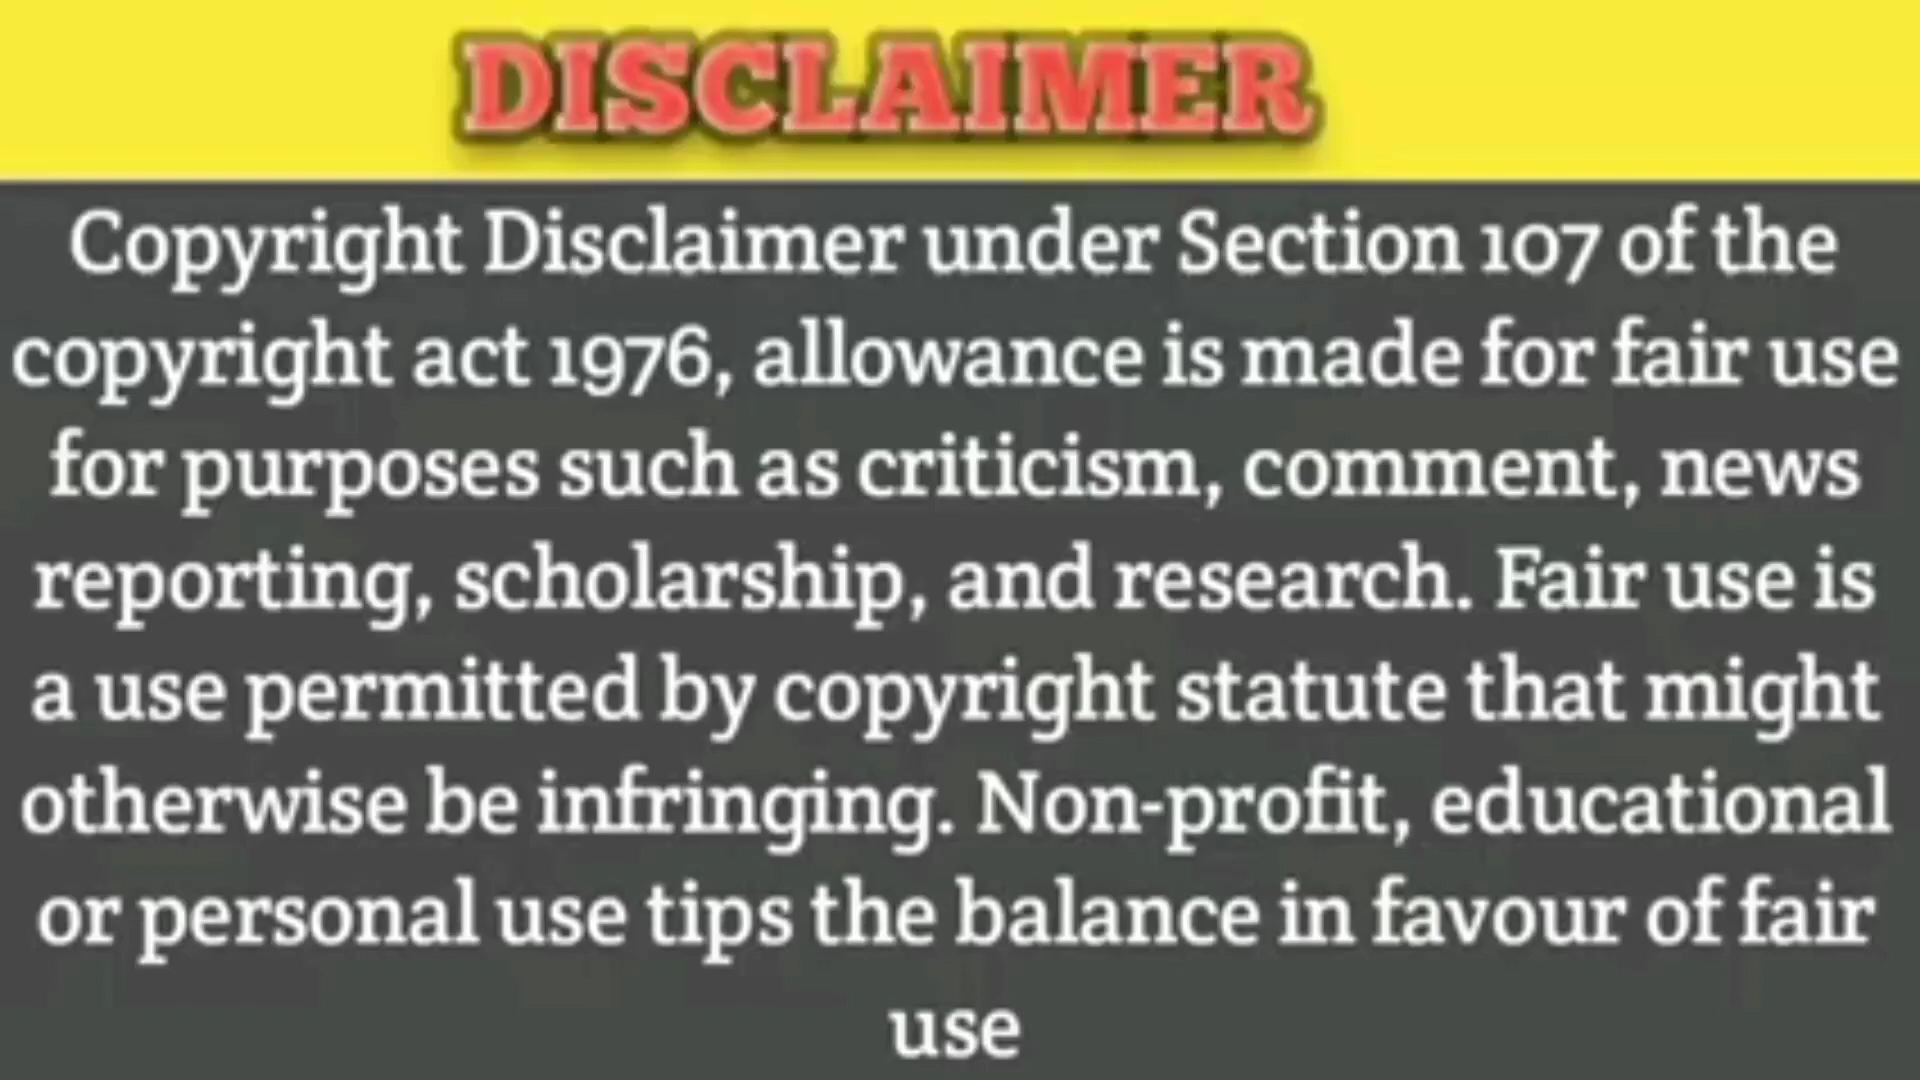 DISCLAIMER
Copyright Disclaimer under Section 107 of the
copyright act 1976, allowance is made for fair use
for purposes such as criticism, comment, news
reporting, scholarship, and research. Fair use is
a use permitted by copyright statute that might
otherwise be infringing. Non-profit, educational
or personal use tips the balance in favour of fair
use